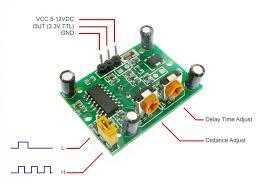 VCC 5-12VDC
OUT (3.3V TTL)
GND
Delay Time Adjust
Distance Adjust
L
H